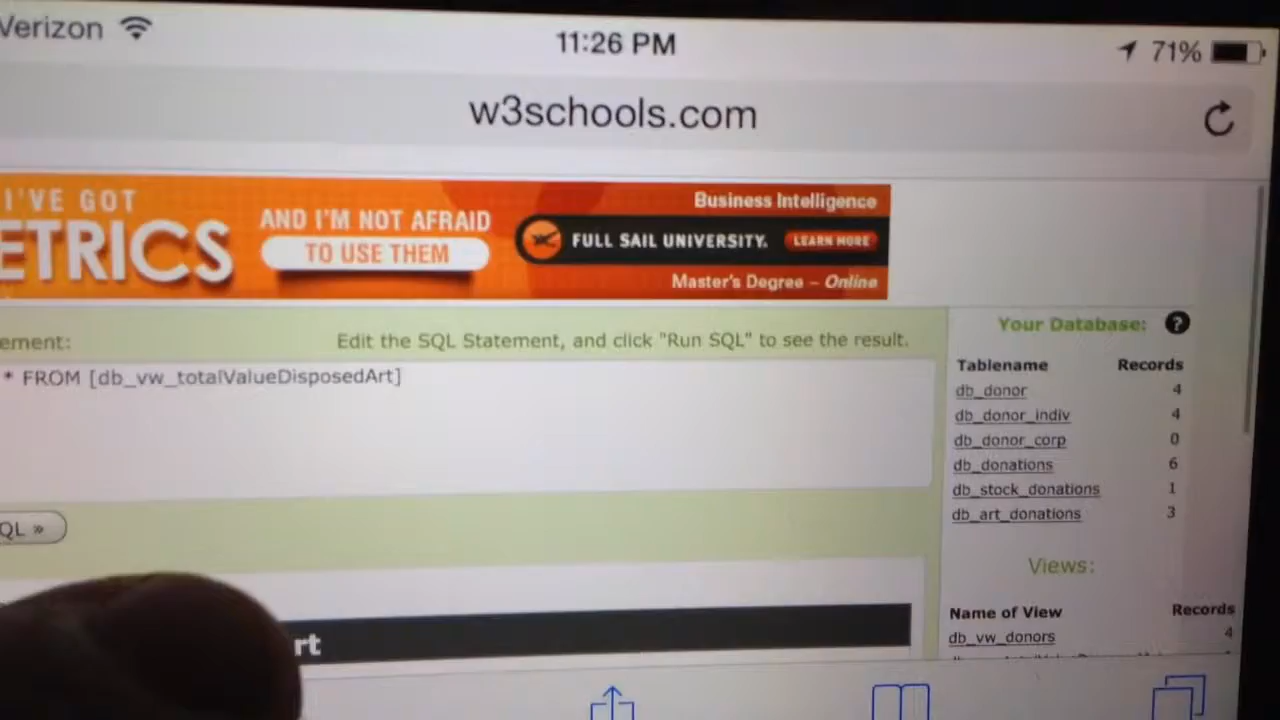 Verizon 11:26 PM 71%
w3schools.com
I'VE GOT
ETRICS
AND I'M NOT AFRAID
TO USE THEM
Business Intelligence
FULL SAIL UNIVERSITY. LEARN MORE
Master's Degree – Online
ement: Edit the SQL Statement, and click "Run SQL" to see the result.
* FROM [db_vw_totalValueDisposedArt]
QL »
rt
Your Database: ?
Tablename Records
db_donor 4
db_donor_indiv 4
db_donor_corp 0
db_donations 6
db_stock_donations 1
db_art_donations 3
Views:
Name of View Records
db_vw_donors 4